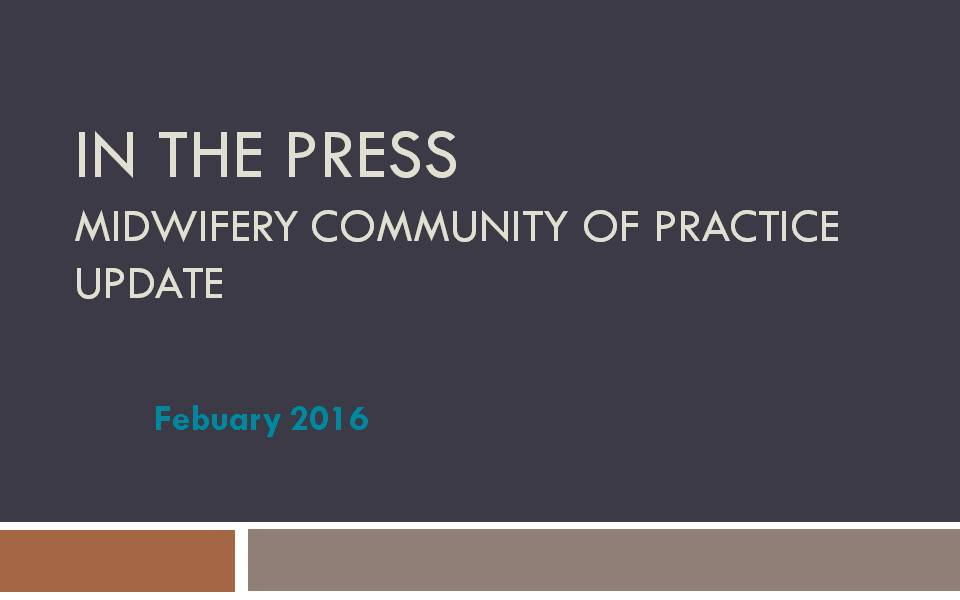 IN THE PRESS
MIDWIFERY COMMUNITY OF PRACTICE
UPDATE
Febuary 2016